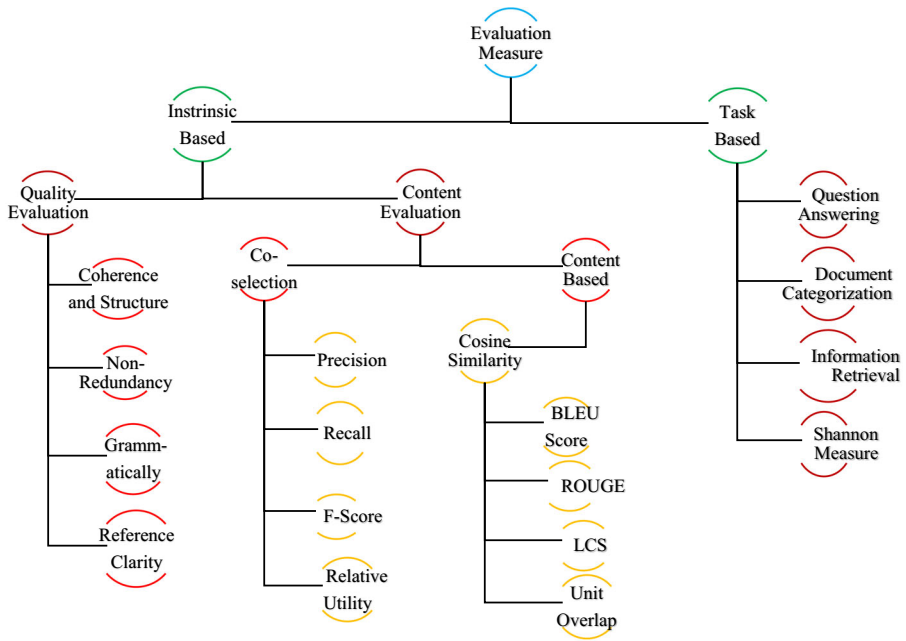 Evaluation
Measure
Instrinsic
Based
Task
Based
Quality
Evaluation
Content
Evaluation
Question
Answering
Co-
selection
Content
Based
Coherence
and Structure
Document
Categorization
Precision
Cosine
Similarity
Non-
Redundancy
Information
Retrieval
Recall
BLEU
Score
Gramm-
atically
Shannon
Measure
ROUGE
F-Score
LCS
Reference
Clarity
Relative
Utility
Unit
Overlap